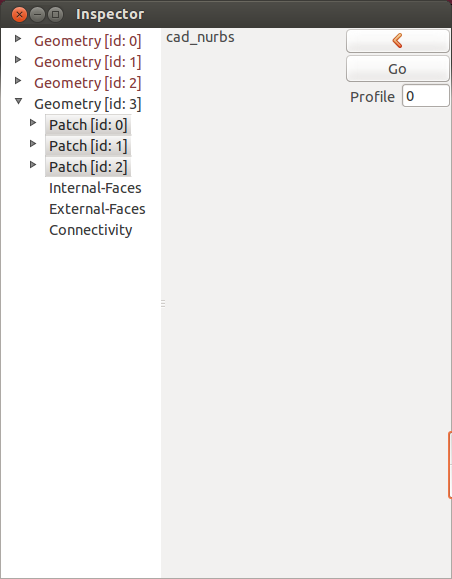 Inspector
Geometry [id: 0]
Geometry [id: 1]
Geometry [id: 2]
Geometry [id: 3]
Patch [id: 0]
Patch [id: 1]
Patch [id: 2]
Internal-Faces
External-Faces
Connectivity
cad_nurbs
Go
Profile 0